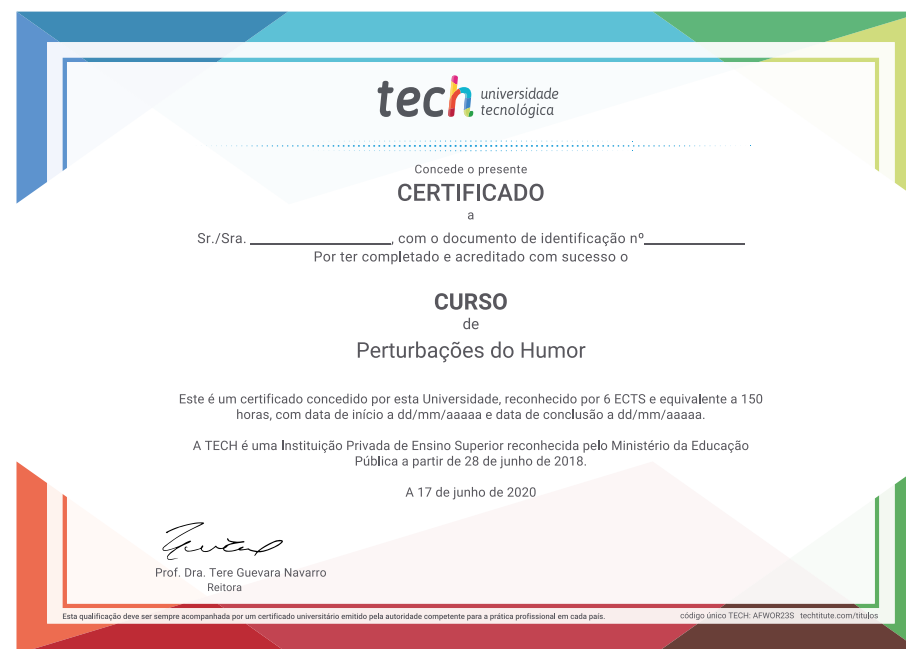 tech universidade
tecnológica
Concede o presente
CERTIFICADO
a
Sr./Sra. ____________________, com o documento de identificação nº______________
Por ter completado e acreditado com sucesso o
CURSO
de
Perturbações do Humor
Este é um certificado concedido por esta Universidade, reconhecido por 6 ECTS e equivalente a 150
horas, com data de início a dd/mm/aaaaa e data de conclusão a dd/mm/aaaaa.
A TECH é uma Instituição Privada de Ensino Superior reconhecida pelo Ministério da Educação
Pública a partir de 28 de junho de 2018.
A 17 de junho de 2020
Prof. Dra. Tere Guevara Navarro
Reitora
Esta qualificação deve ser sempre acompanhada por um certificado universitário emitido pela autoridade competente para a prática profissional em cada país.
código único TECH: AFWOR23S techtitute.com/titulos